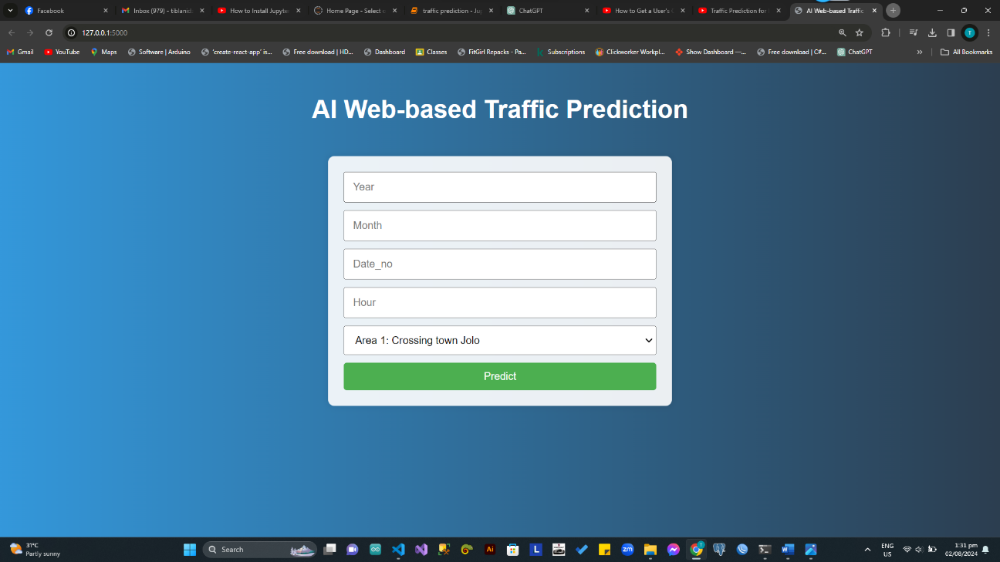 Facebook
Inbox (979) - tiblanid.
How to Install Jupyter
Home Page - Select o
traffic prediction - Jup
ChatGPT
How to Get a User's
Traffic Prediction for
AI Web-based Traffic
127.0.0.1:5000
T
Gmail
YouTube
Maps
Software | Arduino
'create-react-app' is...
Free download | HD...
Dashboard
Classes
FitGirl Repacks - Pa...
Subscriptions
Clickworker Workpl...
Show Dashboard —...
Free download | C#...
ChatGPT
»
All Bookmarks
AI Web-based Traffic Prediction
Year
Month
Date_no
Hour
Area 1: Crossing town Jolo
Predict
31°C
Partly sunny
Search
Ai
L
zm
ENG
US
1:31 pm
02/08/2024